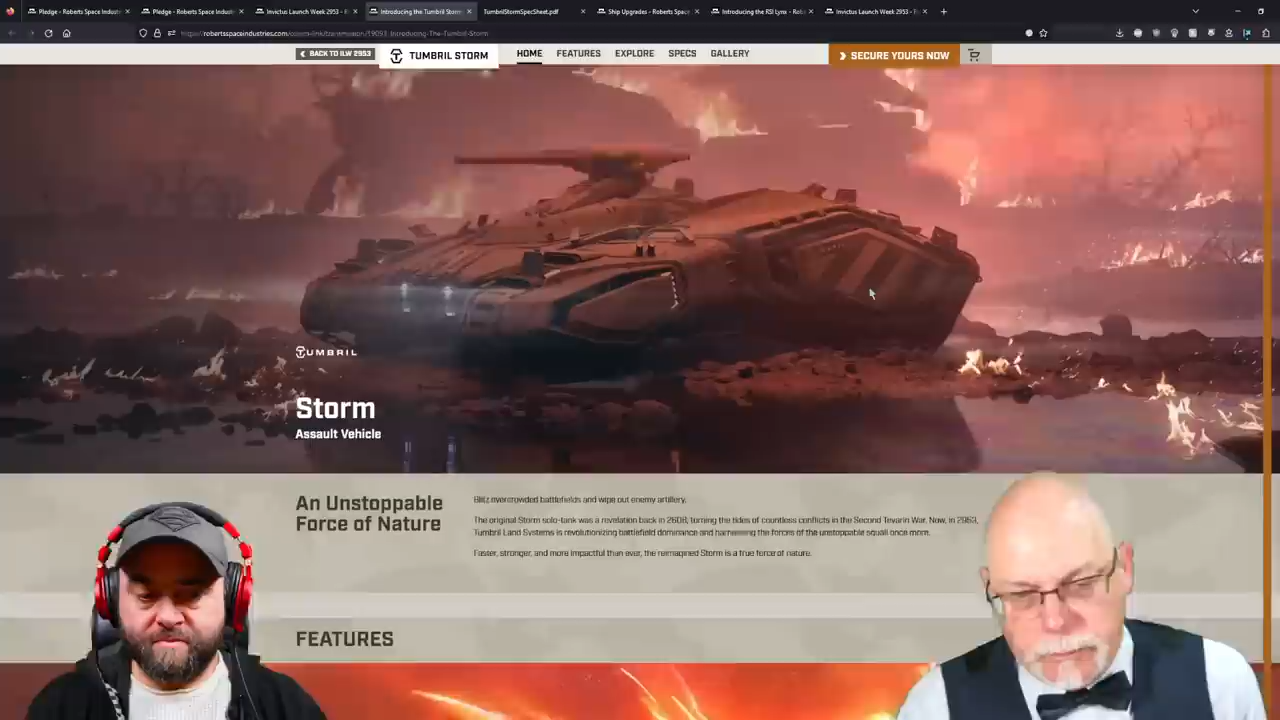 Pledge - Roberts Space Industr
Pledge - Roberts Space Industr
Invictus Launch Week 2953 - F
Introducing the Tumbril Storm
TumbrilStormSpecSheet.pdf
Ship Upgrades - Roberts Space
Introducing the RSI Lynx - Rob
Invictus Launch Week 2953 - F
https://robertsspaceindustries.com/comm-link/transmission/19093-Introducing-The-Tumbril-Storm
BACK TO ILW 2953
TUMBRIL STORM
HOME
FEATURES
EXPLORE
SPECS
GALLERY
SECURE YOURS NOW
TUMBRIL
Storm
Assault Vehicle
An Unstoppable
Force of Nature
Blitz overcrowded battlefields and wipe out enemy artillery.
The original Storm solo-tank was a revelation back in 2603, turning the tides of countless conflicts in the Second Tevarin War. Now, in 2953,
Tumbril Land Systems is revolutionizing battlefield dominance and harnessing the forces of the unstoppable squall once more.
Faster, stronger, and more impactful than ever, the reimagined Storm is a true force of nature.
FEATURES